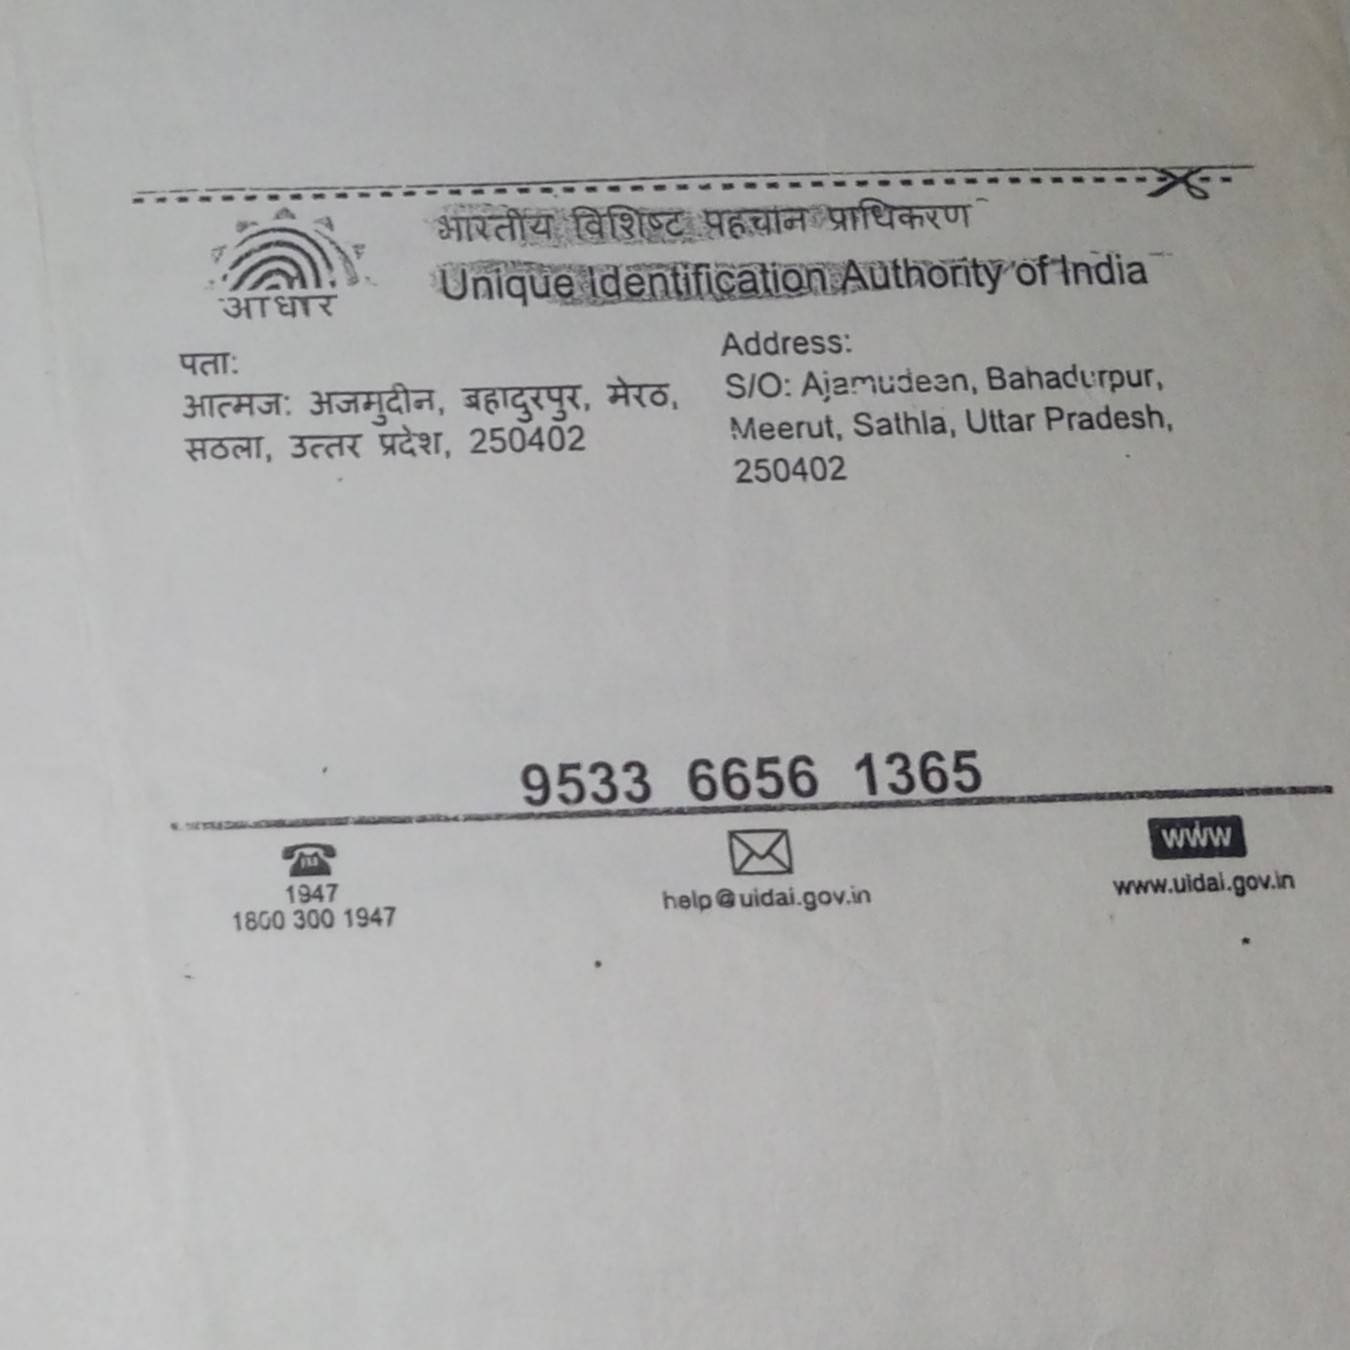 भारतीय विशिष्ट पहचान प्राधिकरण
Unique Identification Authority of India
आधार
पता:
आत्मज: अजमुदीन, बहादुरपुर, मेरठ,
सठला, उत्तर प्रदेश, 250402
Address:
S/O: Ajamudeen, Bahadurpur,
Meerut, Sathla, Uttar Pradesh,
250402
9533 6656 1365
1947
1800 300 1947
help@uidai.gov.in
www
www.uidai.gov.in